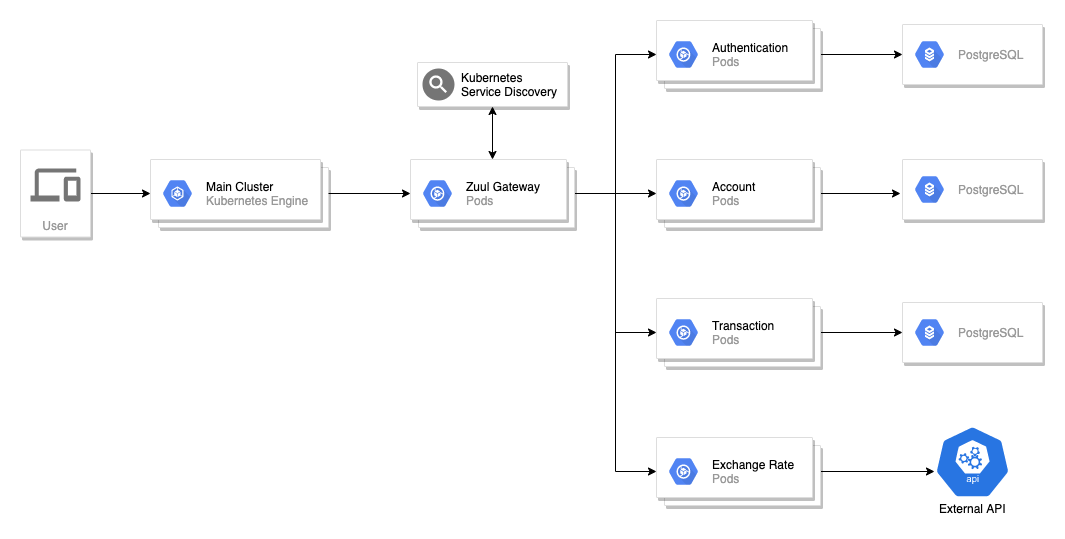 Authentication
Pods
PostgreSQL
Kubernetes
Service Discovery
User
Main Cluster
Kubernetes Engine
Zuul Gateway
Pods
Account
Pods
PostgreSQL
Transaction
Pods
PostgreSQL
Exchange Rate
Pods
api
External API